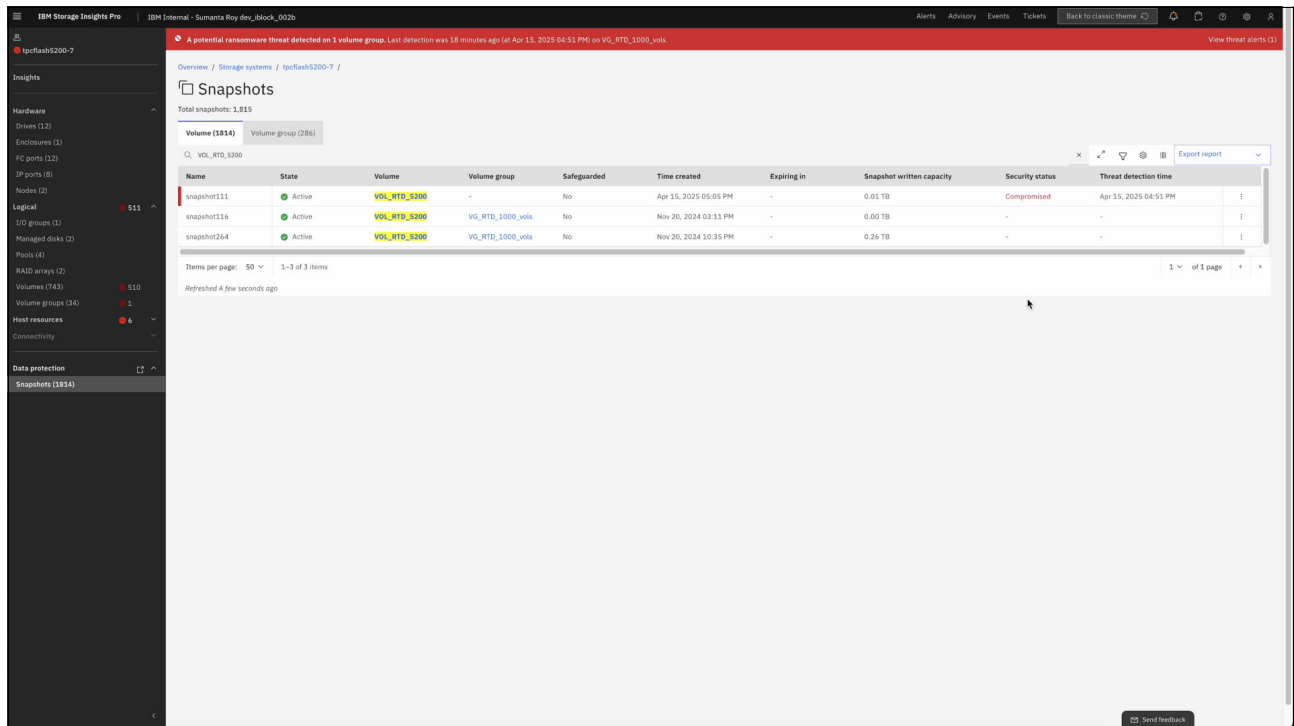 IBM Storage Insights Pro | IBM Internal - Sumanta Roy dev_iblock_002b Alerts Advisory Events Tickets Back to classic theme
tpcflash5200-7
A potential ransomware threat detected on 1 volume group. Last detection was 18 minutes ago (at Apr 15, 2025 04:51 PM) on VG_RTD_1000_vols. View threat alerts (1)
Insights
Hardware
Drives (12)
Enclosures (1)
FC ports (12)
IP ports (8)
Nodes (2)
Logical 511
I/O groups (1)
Managed disks (2)
Pools (4)
RAID arrays (2)
Volumes (743) 510
Volume groups (34) 1
Host resources 6
Connectivity
Data protection
Snapshots (1814)
Overview / Storage systems / tpcflash5200-7 /
Snapshots
Total snapshots: 1,815
Volume (1814) Volume group (286)
VOL_RTD_5200 Export report
Name State Volume Volume group Safeguarded Time created Expiring in Snapshot written capacity Security status Threat detection time
snapshot111 Active VOL_RTD_5200 - No Apr 15, 2025 05:05 PM - 0.01 TB Compromised Apr 15, 2025 04:51 PM
snapshot116 Active VOL_RTD_5200 VG_RTD_1000_vols No Nov 20, 2024 03:11 PM - 0.00 TB - -
snapshot264 Active VOL_RTD_5200 VG_RTD_1000_vols No Nov 20, 2024 10:35 PM - 0.26 TB - -
Items per page: 50 1–3 of 3 items 1 of 1 page
Refreshed A few seconds ago
Send feedback